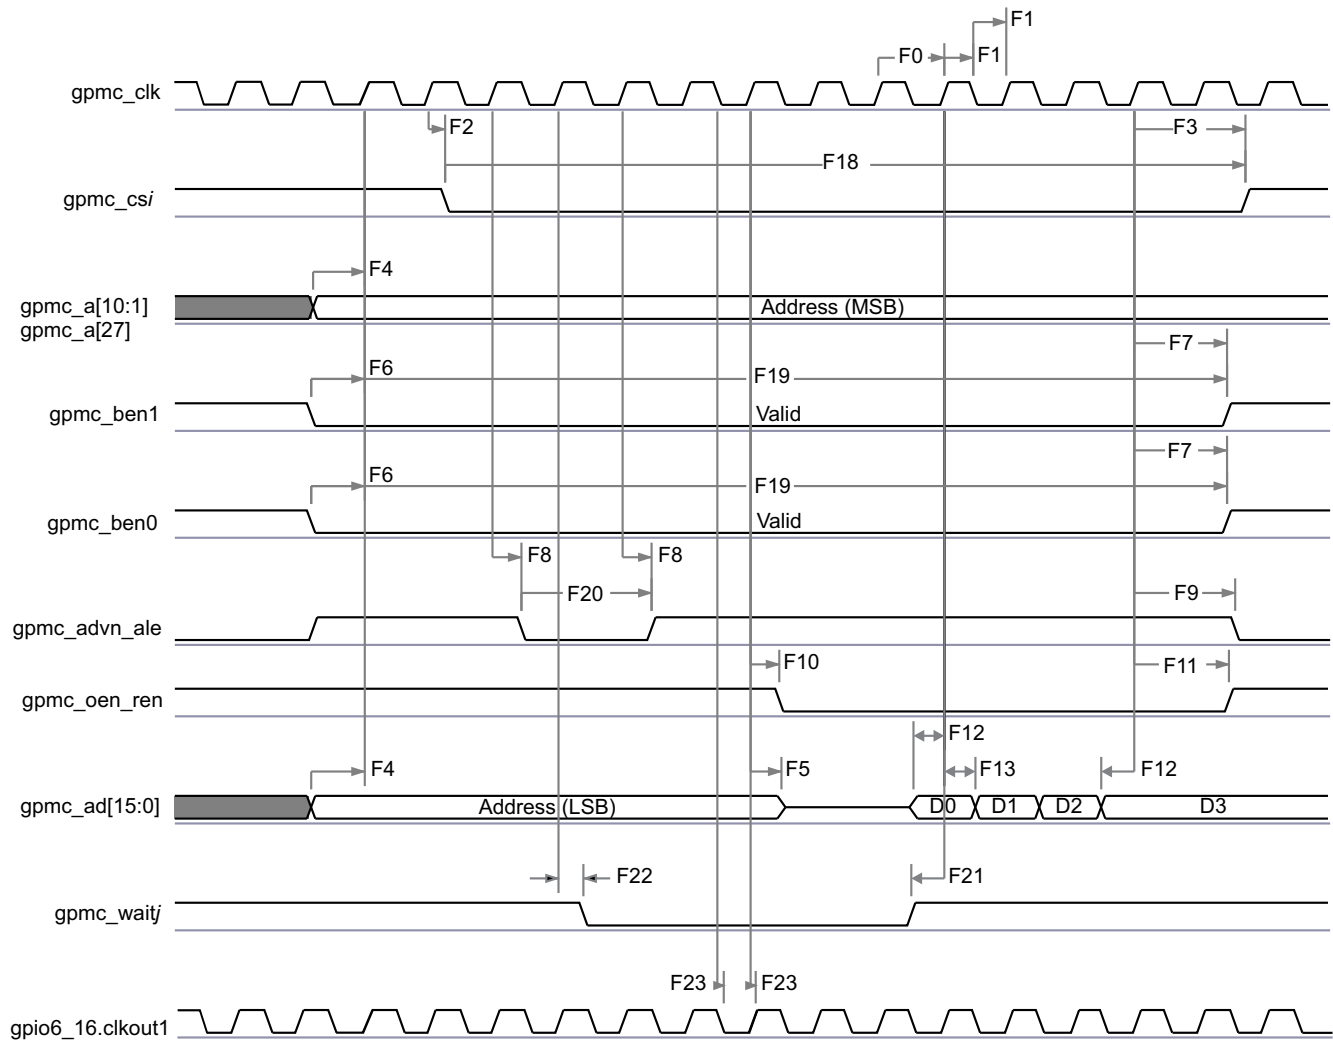 F1
F0
F1
gpmc_clk
F2
F3
F18
gpmc_csi
F4
gpmc_a[10:1]
Address (MSB)
gpmc_a[27]
F7
F6
F19
gpmc_ben1
Valid
F7
F6
F19
gpmc_ben0
Valid
F8
F8
F20
F9
gpmc_advn_ale
F10
F11
gpmc_oen_ren
F12
F4
F5
F13
F12
gpmc_ad[15:0]
Address (LSB)
D0
D1
D2
D3
F22
F21
gpmc_waitj
F23
F23
gpio6_16.clkout1